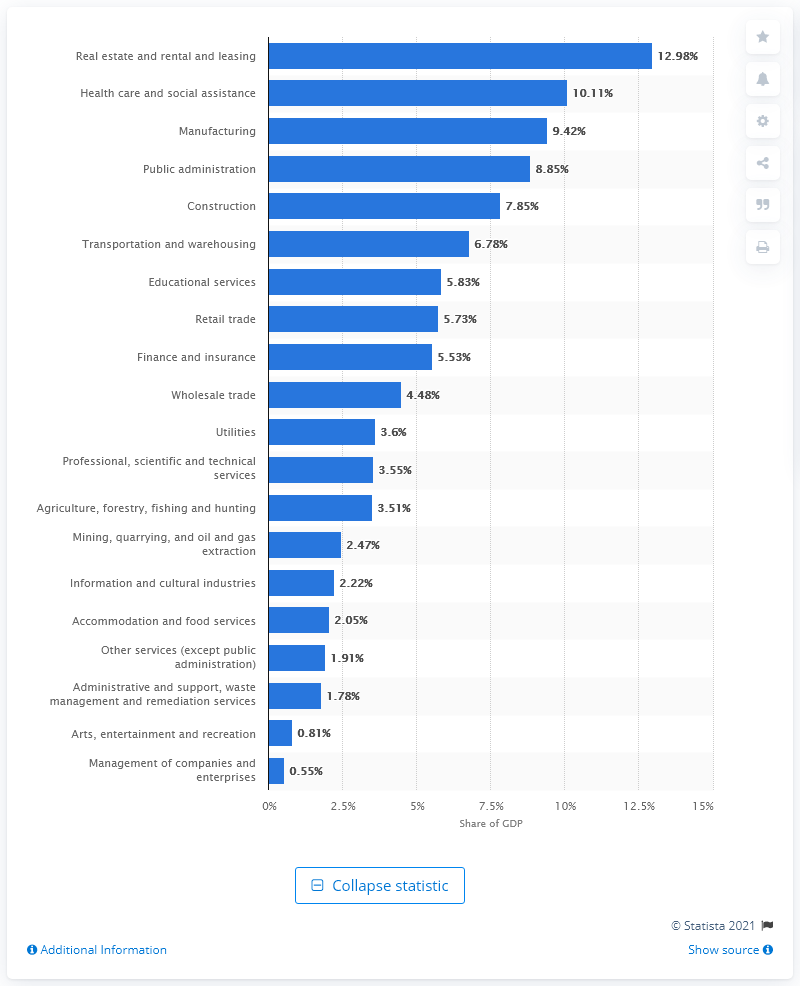 Real estate and rental and leasing 12.98%
Health care and social assistance 10.11%
Manufacturing 9.42%
Public administration 8.85%
Construction 7.85%
Transportation and warehousing 6.78%
Educational services 5.83%
Retail trade 5.73%
Finance and insurance 5.53%
Wholesale trade 4.48%
Utilities 3.6%
Professional, scientific and technical
services 3.55%
Agriculture, forestry, fishing and hunting 3.51%
Mining, quarrying, and oil and gas
extraction 2.47%
Information and cultural industries 2.22%
Accommodation and food services 2.05%
Other services (except public
administration) 1.91%
Administrative and support, waste
management and remediation services 1.78%
Arts, entertainment and recreation 0.81%
Management of companies and
enterprises 0.55%
0% 2.5% 5% 7.5% 10% 12.5% 15%
Share of GDP
Collapse statistic
© Statista 2021
Additional Information Show source